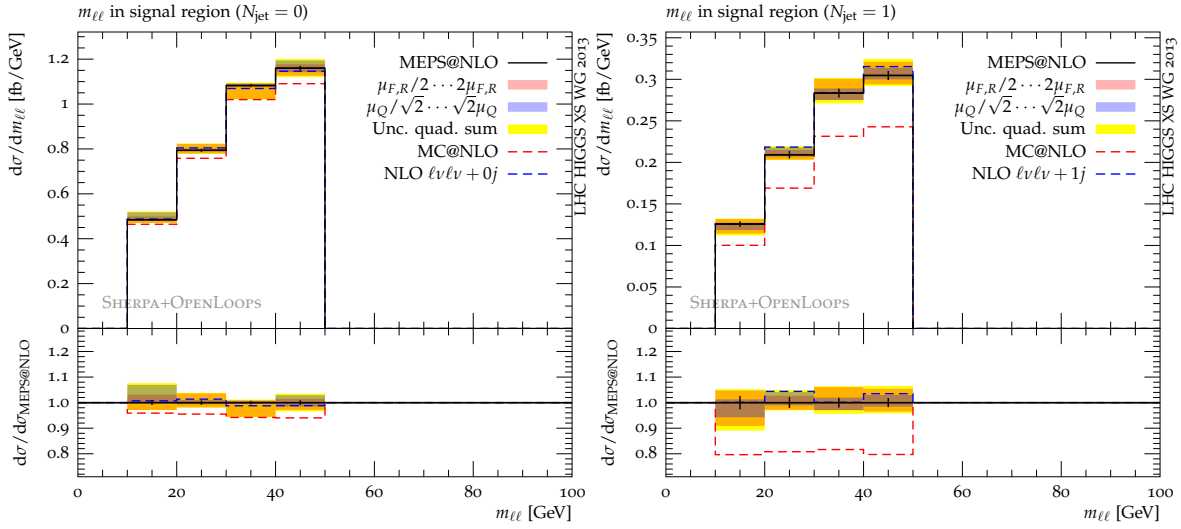 mℓℓ in signal region (Njet = 0)
MEPS@NLO
μF,R/2 · · · 2μF,R
μQ/√2 · · · √2μQ
Unc. quad. sum
MC@NLO
NLO ℓνℓν + 0j
SHERPA+OPENLOOPS
LHC HIGGS XS WG 2013
0
0.2
0.4
0.6
0.8
1
1.2
dσ/dmℓℓ [fb/GeV]
0.8
0.9
1.0
1.1
1.2
dσ/dσMEPS@NLO
0 20 40 60 80 100
mℓℓ [GeV]
mℓℓ in signal region (Njet = 1)
MEPS@NLO
μF,R/2 · · · 2μF,R
μQ/√2 · · · √2μQ
Unc. quad. sum
MC@NLO
NLO ℓνℓν + 1j
SHERPA+OPENLOOPS
LHC HIGGS XS WG 2013
0
0.05
0.1
0.15
0.2
0.25
0.3
0.35
dσ/dmℓℓ [fb/GeV]
0.8
0.9
1.0
1.1
1.2
dσ/dσMEPS@NLO
0 20 40 60 80 100
mℓℓ [GeV]